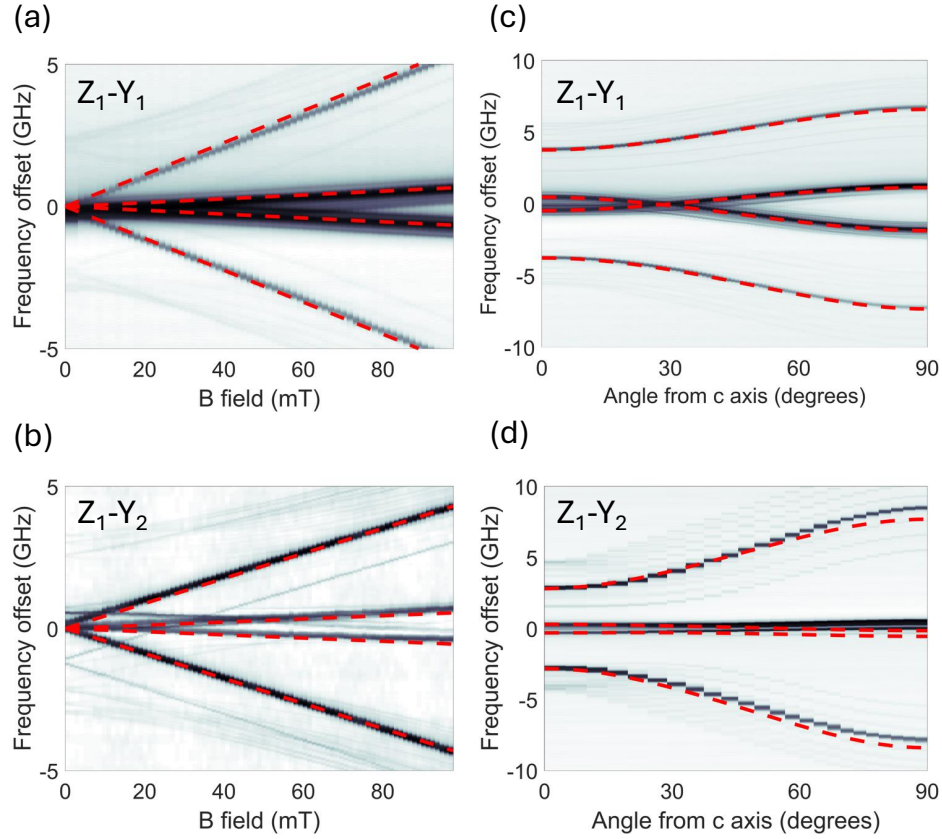 (a)
Z₁-Y₁
Frequency offset (GHz)
5
0
-5
0 20 40 60 80
B field (mT)
(c)
Z₁-Y₁
Frequency offset (GHz)
10
5
0
-5
-10
0 30 60 90
Angle from c axis (degrees)
(b)
Z₁-Y₂
Frequency offset (GHz)
5
0
-5
0 20 40 60 80
B field (mT)
(d)
Z₁-Y₂
Frequency offset (GHz)
10
5
0
-5
-10
0 30 60 90
Angle from c axis (degrees)